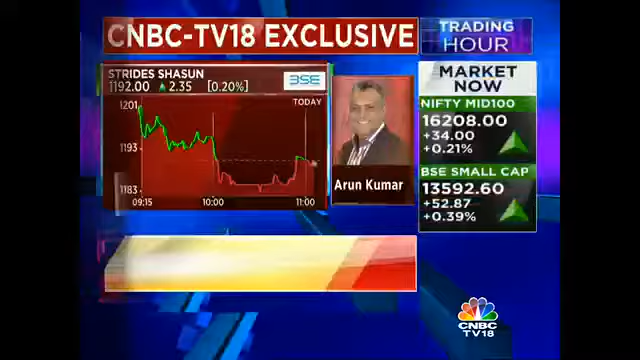 CNBC-TV18 EXCLUSIVE
TRADING
HOUR
STRIDES SHASUN
1192.00 ▲ 2.35 [0.20%]
BSE
TODAY
1201
1193
1183
09:15 10:00 11:00
Arun Kumar
MARKET
NOW
NIFTY MID100
16208.00
+34.00
+0.21%
BSE SMALL CAP
13592.60
+52.87
+0.39%
CNBC
TV18